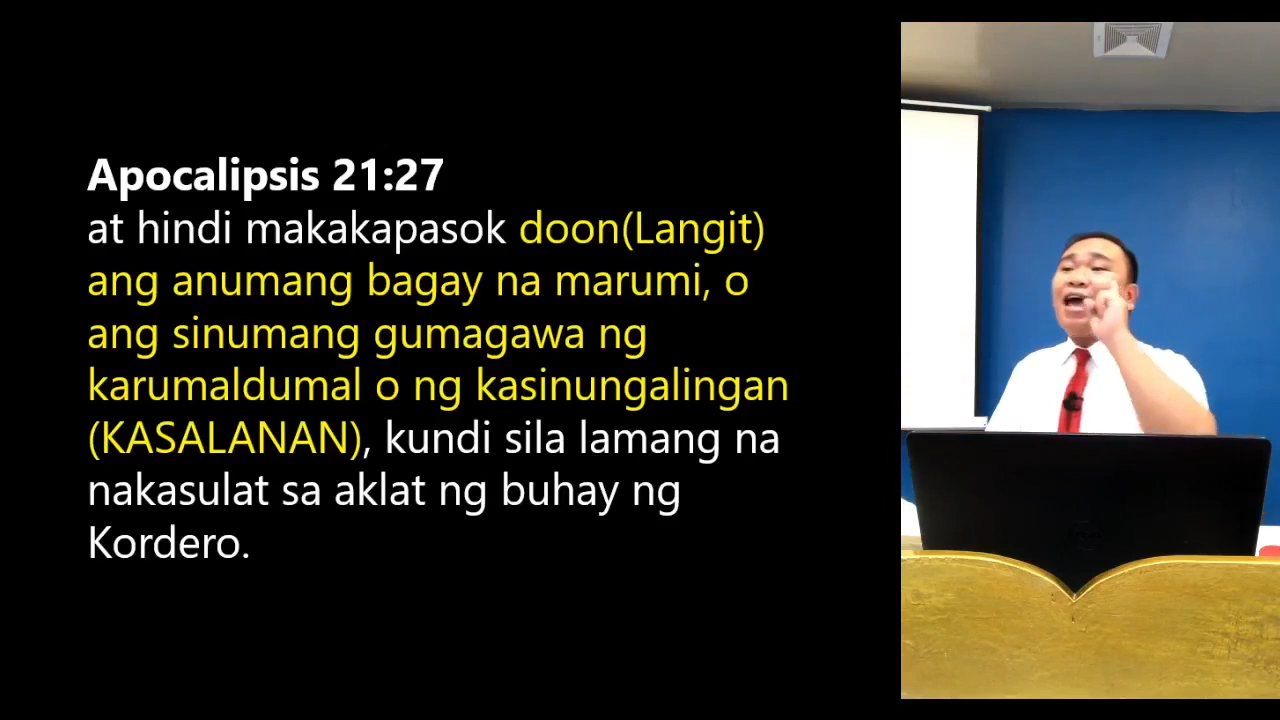 Apocalipsis 21:27
at hindi makakapasok doon(Langit)
ang anumang bagay na marumi, o
ang sinumang gumagawa ng
karumaldumal o ng kasinungalingan
(KASALANAN), kundi sila lamang na
nakasulat sa aklat ng buhay ng
Kordero.